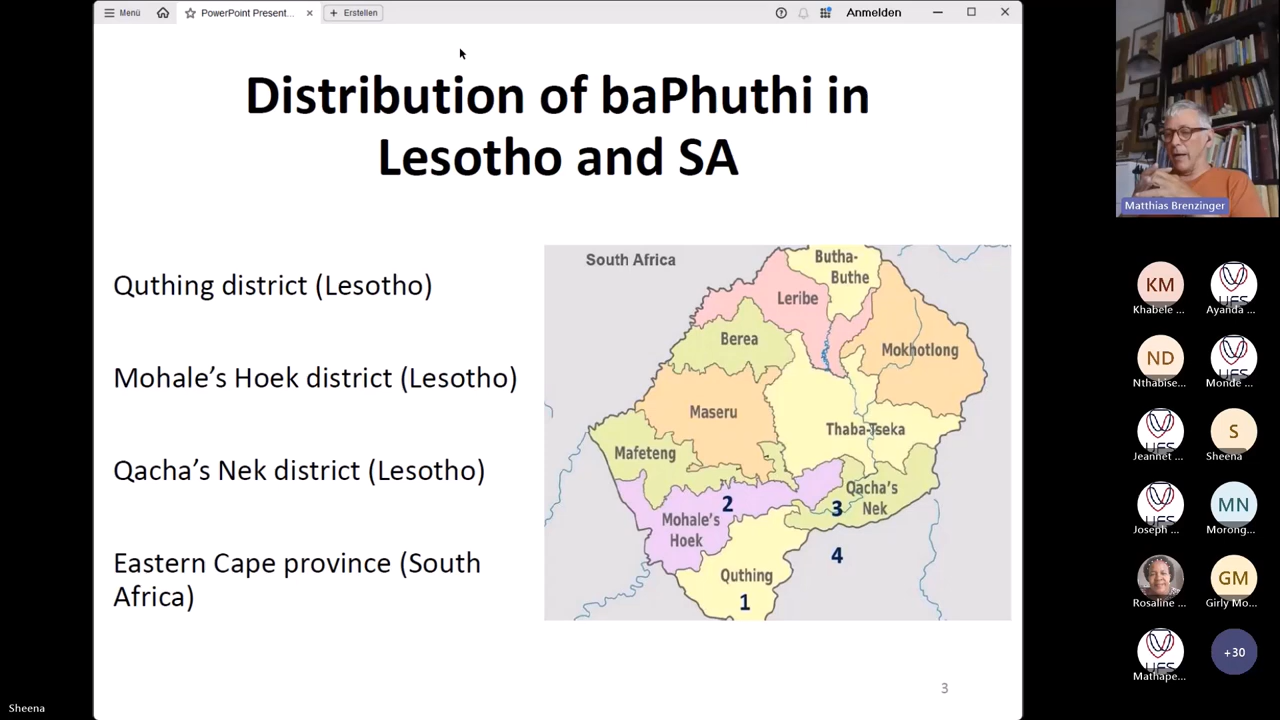 Menü
PowerPoint Present...
Erstellen
Anmelden
Distribution of baPhuthi in
Lesotho and SA
Quthing district (Lesotho)
Mohale’s Hoek district (Lesotho)
Qacha’s Nek district (Lesotho)
Eastern Cape province (South
Africa)
South Africa
Butha-
Buthe
Leribe
Berea
Mokhotlong
Maseru
Thaba-Tseka
Mafeteng
2
Qacha’s
3
Nek
Mohale’s
Hoek
4
Quthing
1
3
Sheena
Matthias Brenzinger
KM
Khabele ...
UFS
Ayanda ...
ND
Nthabise...
Monde ...
Jeannet ...
S
Sheena
Joseph ...
MN
Morong...
Rosaline ...
GM
Girly Mo...
UFS
Mathape...
+30